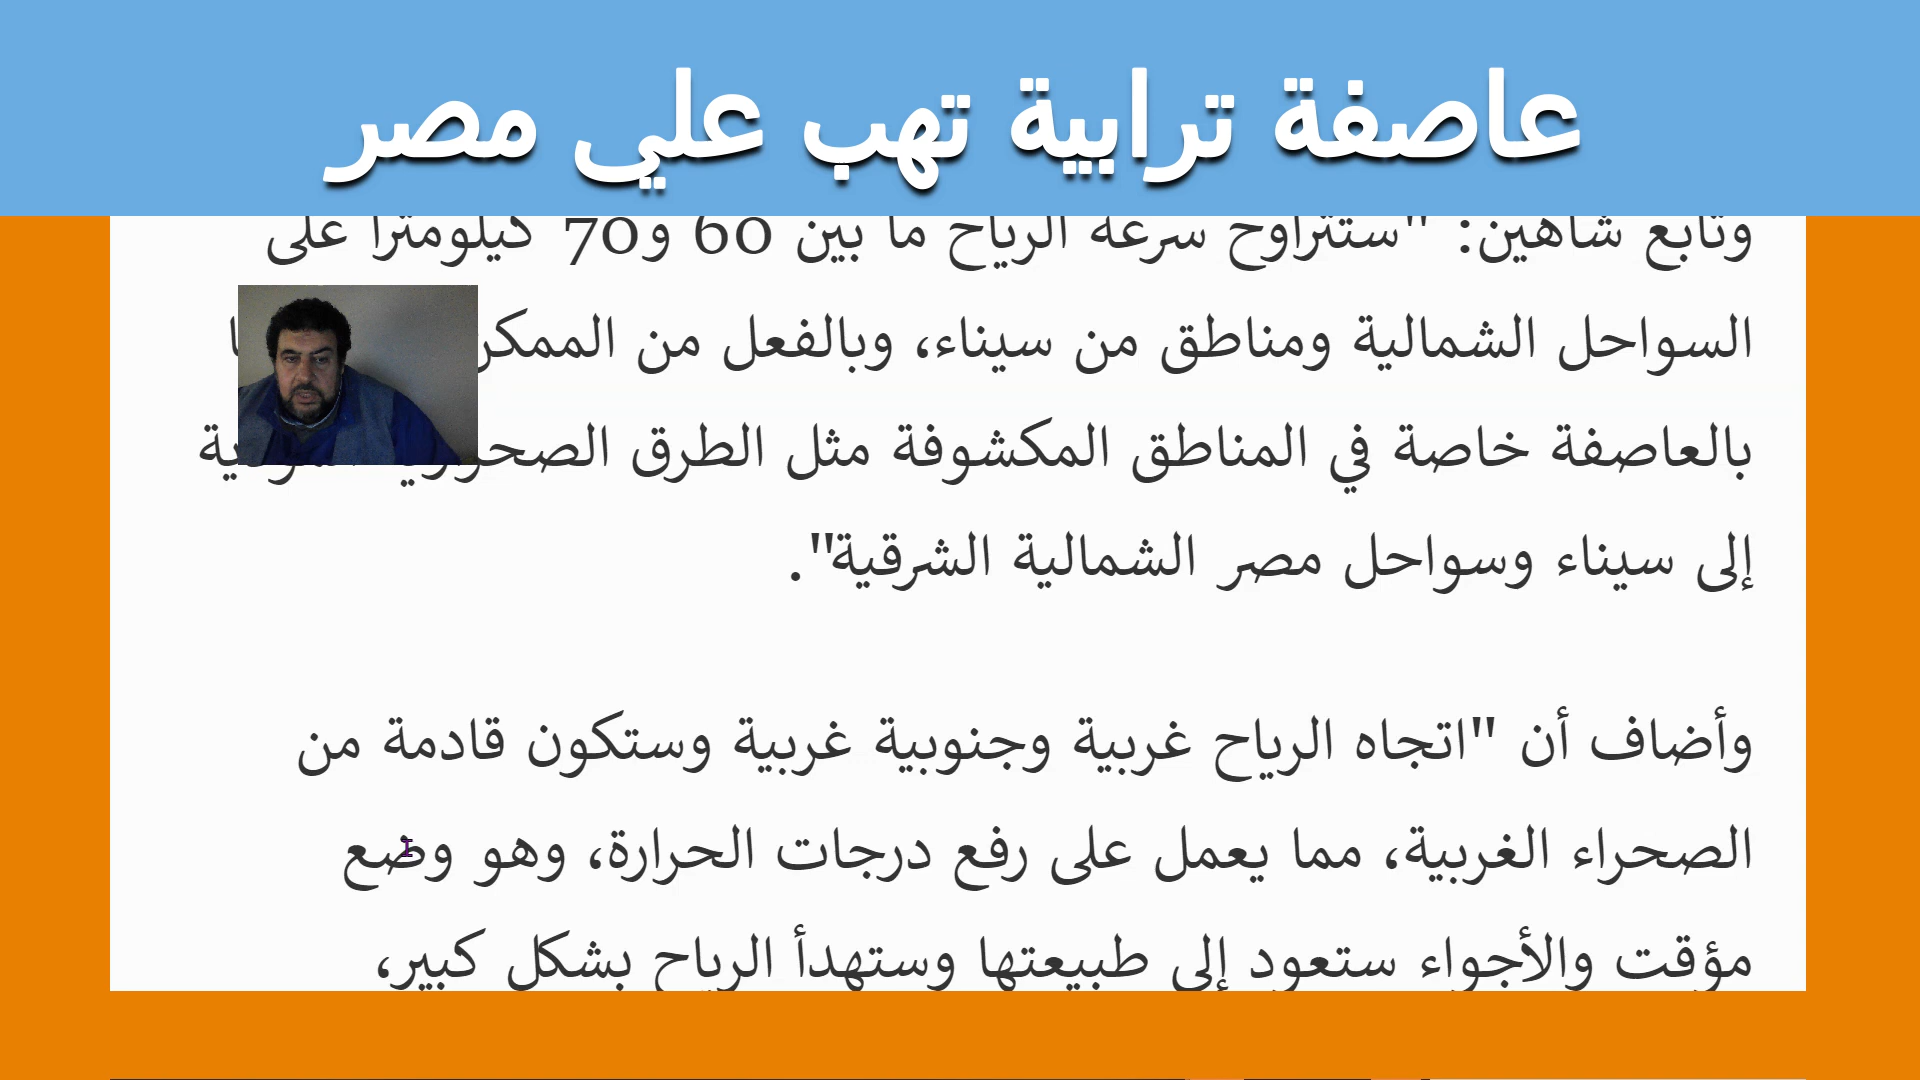 عاصفة ترابية تهب علي مصر
وتابع شاهين: "ستتراوح سرعة الرياح ما بين 60 و70 كيلومترا على
السواحل الشمالية ومناطق من سيناء، وبالفعل من
بالعاصفة خاصة في المناطق المكشوفة مثل الطرق
إلى سيناء وسواحل مصر الشمالية الشرقية".
وأضاف أن "اتجاه الرياح غربية وجنوبية غربية وستكون قادمة من
الصحراء الغربية، مما يعمل على رفع درجات الحرارة، وهو وضع
مؤقت والأجواء ستعود إلى طبيعتها وستهدأ الرياح بشكل كبير،